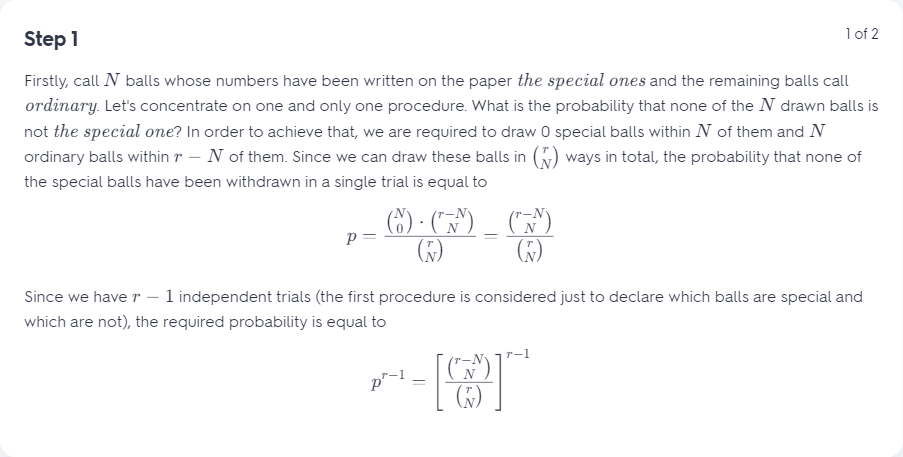 Step 1
1 of 2
Firstly, call N balls whose numbers have been written on the paper the special ones and the remaining balls call
ordinary. Let's concentrate on one and only one procedure. What is the probability that none of the N drawn balls is
not the special one? In order to achieve that, we are required to draw 0 special balls within N of them and N
ordinary balls within r − N of them. Since we can draw these balls in \binom{r}{N} ways in total, the probability that none of
the special balls have been withdrawn in a single trial is equal to
p = \frac{\binom{N}{0} \cdot \binom{r-N}{N}}{\binom{r}{N}} = \frac{\binom{r-N}{N}}{\binom{r}{N}}
Since we have r − 1 independent trials (the first procedure is considered just to declare which balls are special and
which are not), the required probability is equal to
p^{r-1} = \left[ \frac{\binom{r-N}{N}}{\binom{r}{N}} \right]^{r-1}